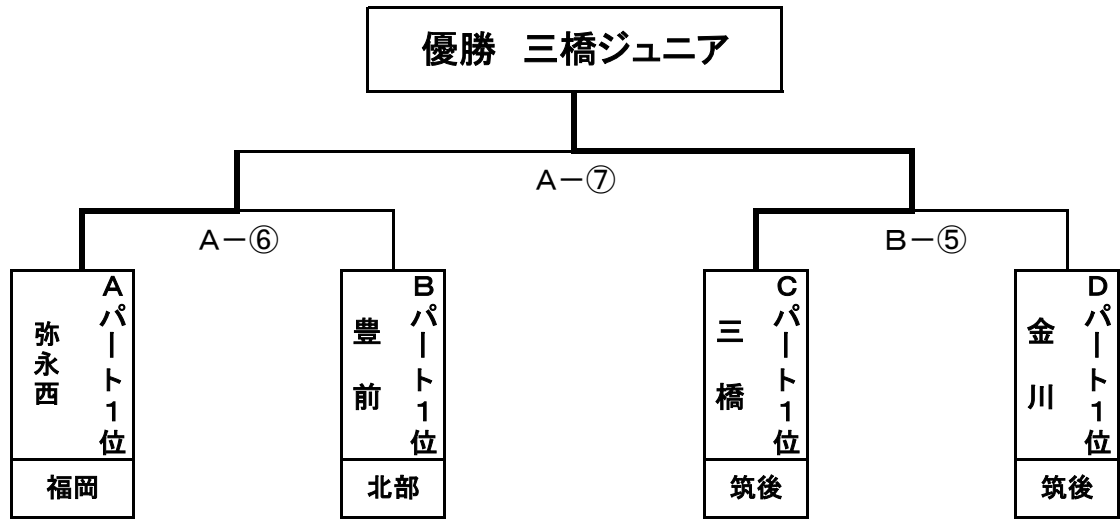 優勝 三橋ジュニア
A－⑦
A－⑥
B－⑤
Aパート1位
弥永西
福岡
Bパート1位
豊前
北部
Cパート1位
三橋
筑後
Dパート1位
金川
筑後